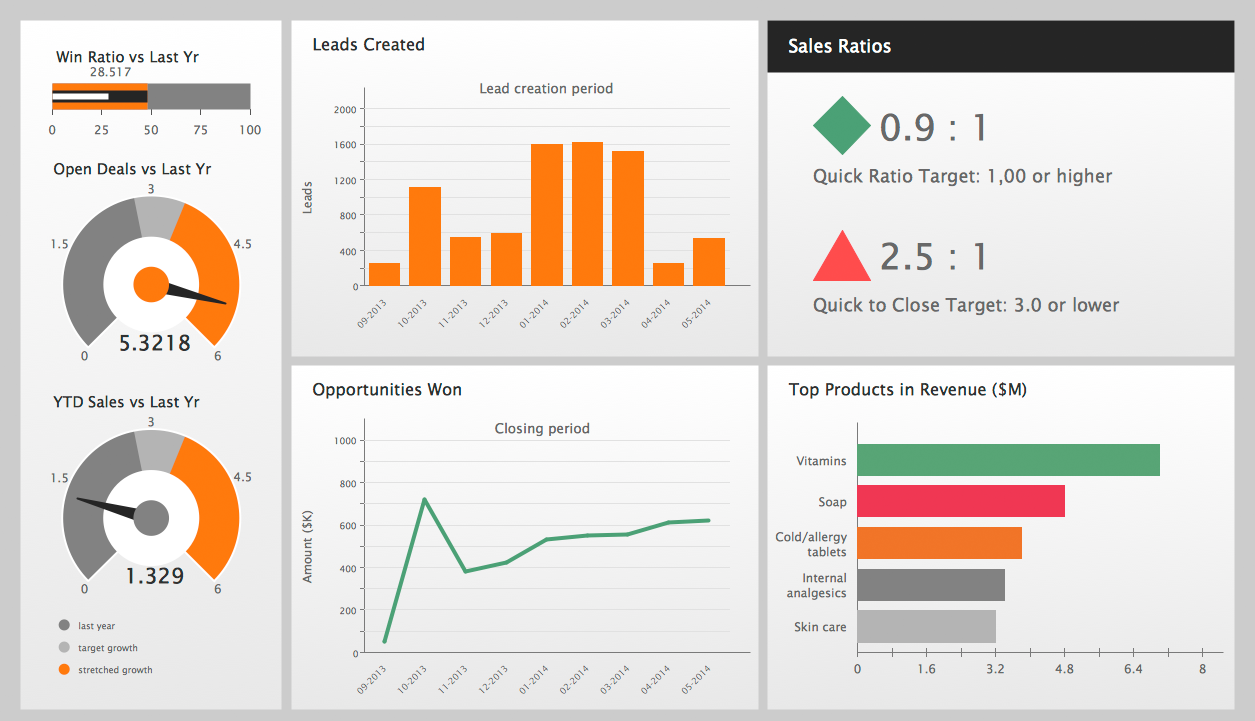 Win Ratio vs Last Yr
28.517
0 25 50 75 100
Open Deals vs Last Yr
3
1.5 4.5
5.3218
0 6
YTD Sales vs Last Yr
3
1.5 4.5
1.329
0 6
last year
target growth
stretched growth
Leads Created
Lead creation period
Leads
2000
1600
1200
800
400
0
09-2013 10-2013 11-2013 12-2013 01-2014 02-2014 03-2014 04-2014 05-2014
Sales Ratios
0.9 : 1
Quick Ratio Target: 1,00 or higher
2.5 : 1
Quick to Close Target: 3.0 or lower
Opportunities Won
Closing period
Amount ($K)
1000
800
600
400
200
0
09-2013 10-2013 11-2013 12-2013 01-2014 02-2014 03-2014 04-2014 05-2014
Top Products in Revenue ($M)
Vitamins
Soap
Cold/allergy
tablets
Internal
analgesics
Skin care
0 1.6 3.2 4.8 6.4 8